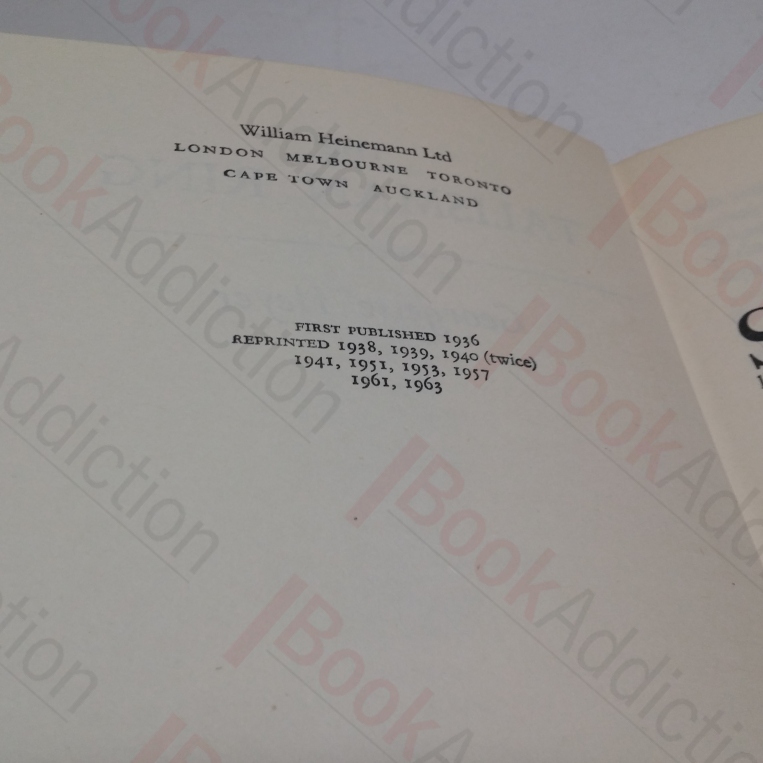 William Heinemann Ltd
LONDON MELBOURNE TORONTO
CAPE TOWN AUCKLAND
FIRST PUBLISHED 1936
REPRINTED 1938, 1939, 1940 (twice)
1941, 1951, 1953, 1957
1961, 1963
BookAddiction